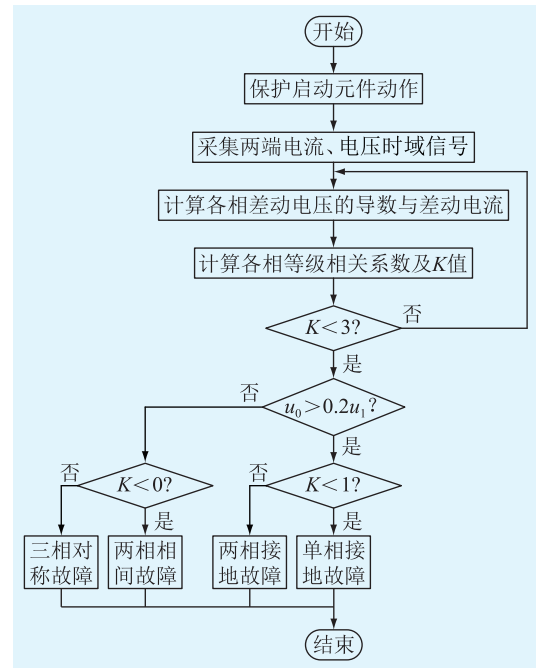 开始
保护启动元件动作
采集两端电流、电压时域信号
计算各相差动电压的导数与差动电流
计算各相等级相关系数及K值
K<3?
否
是
u₀>0.2u₁?
否
是
K<0?
否
是
K<1?
否
是
三相对
称故障
两相相
间故障
两相接
地故障
单相接
地故障
结束